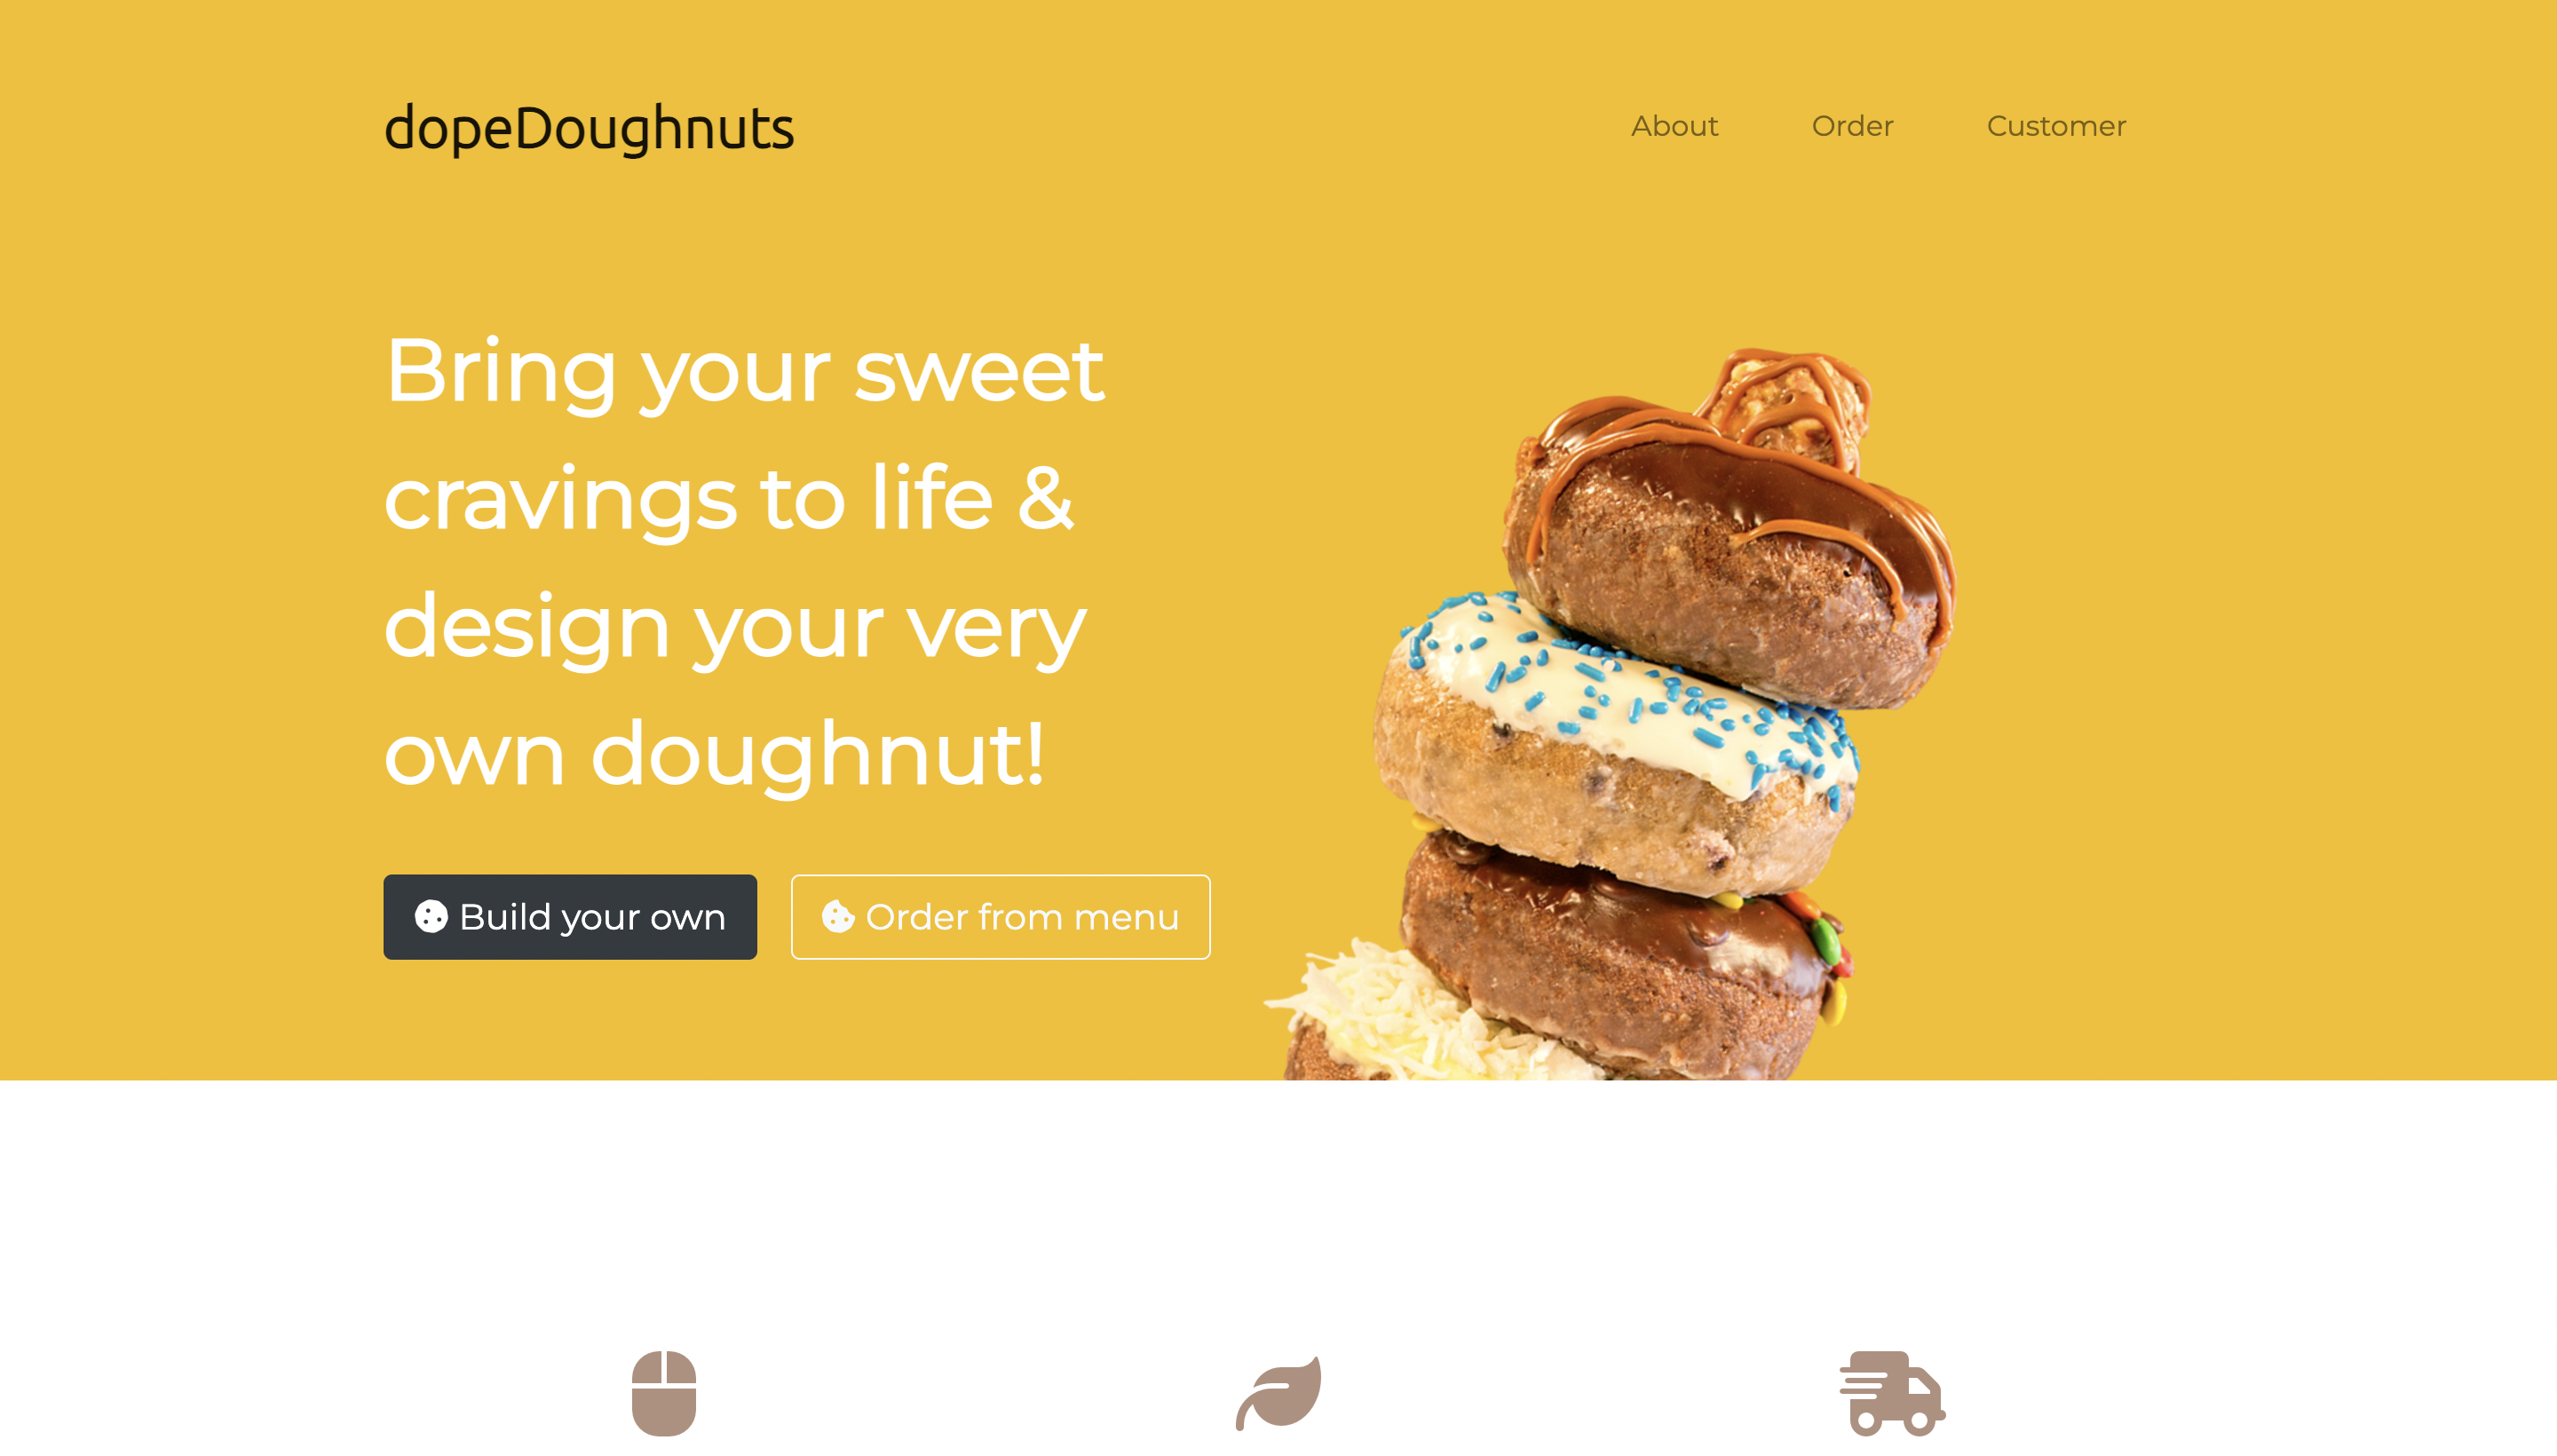 dopeDoughnuts
About Order Customer
Bring your sweet
cravings to life &
design your very
own doughnut!
Build your own
Order from menu